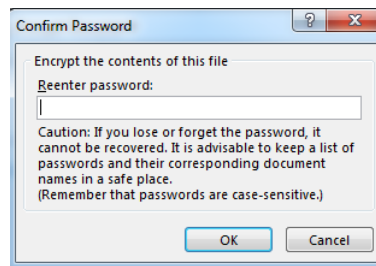 Confirm Password
Encrypt the contents of this file
Reenter password:
Caution: If you lose or forget the password, it
cannot be recovered. It is advisable to keep a list of
passwords and their corresponding document
names in a safe place.
(Remember that passwords are case-sensitive.)
OK
Cancel